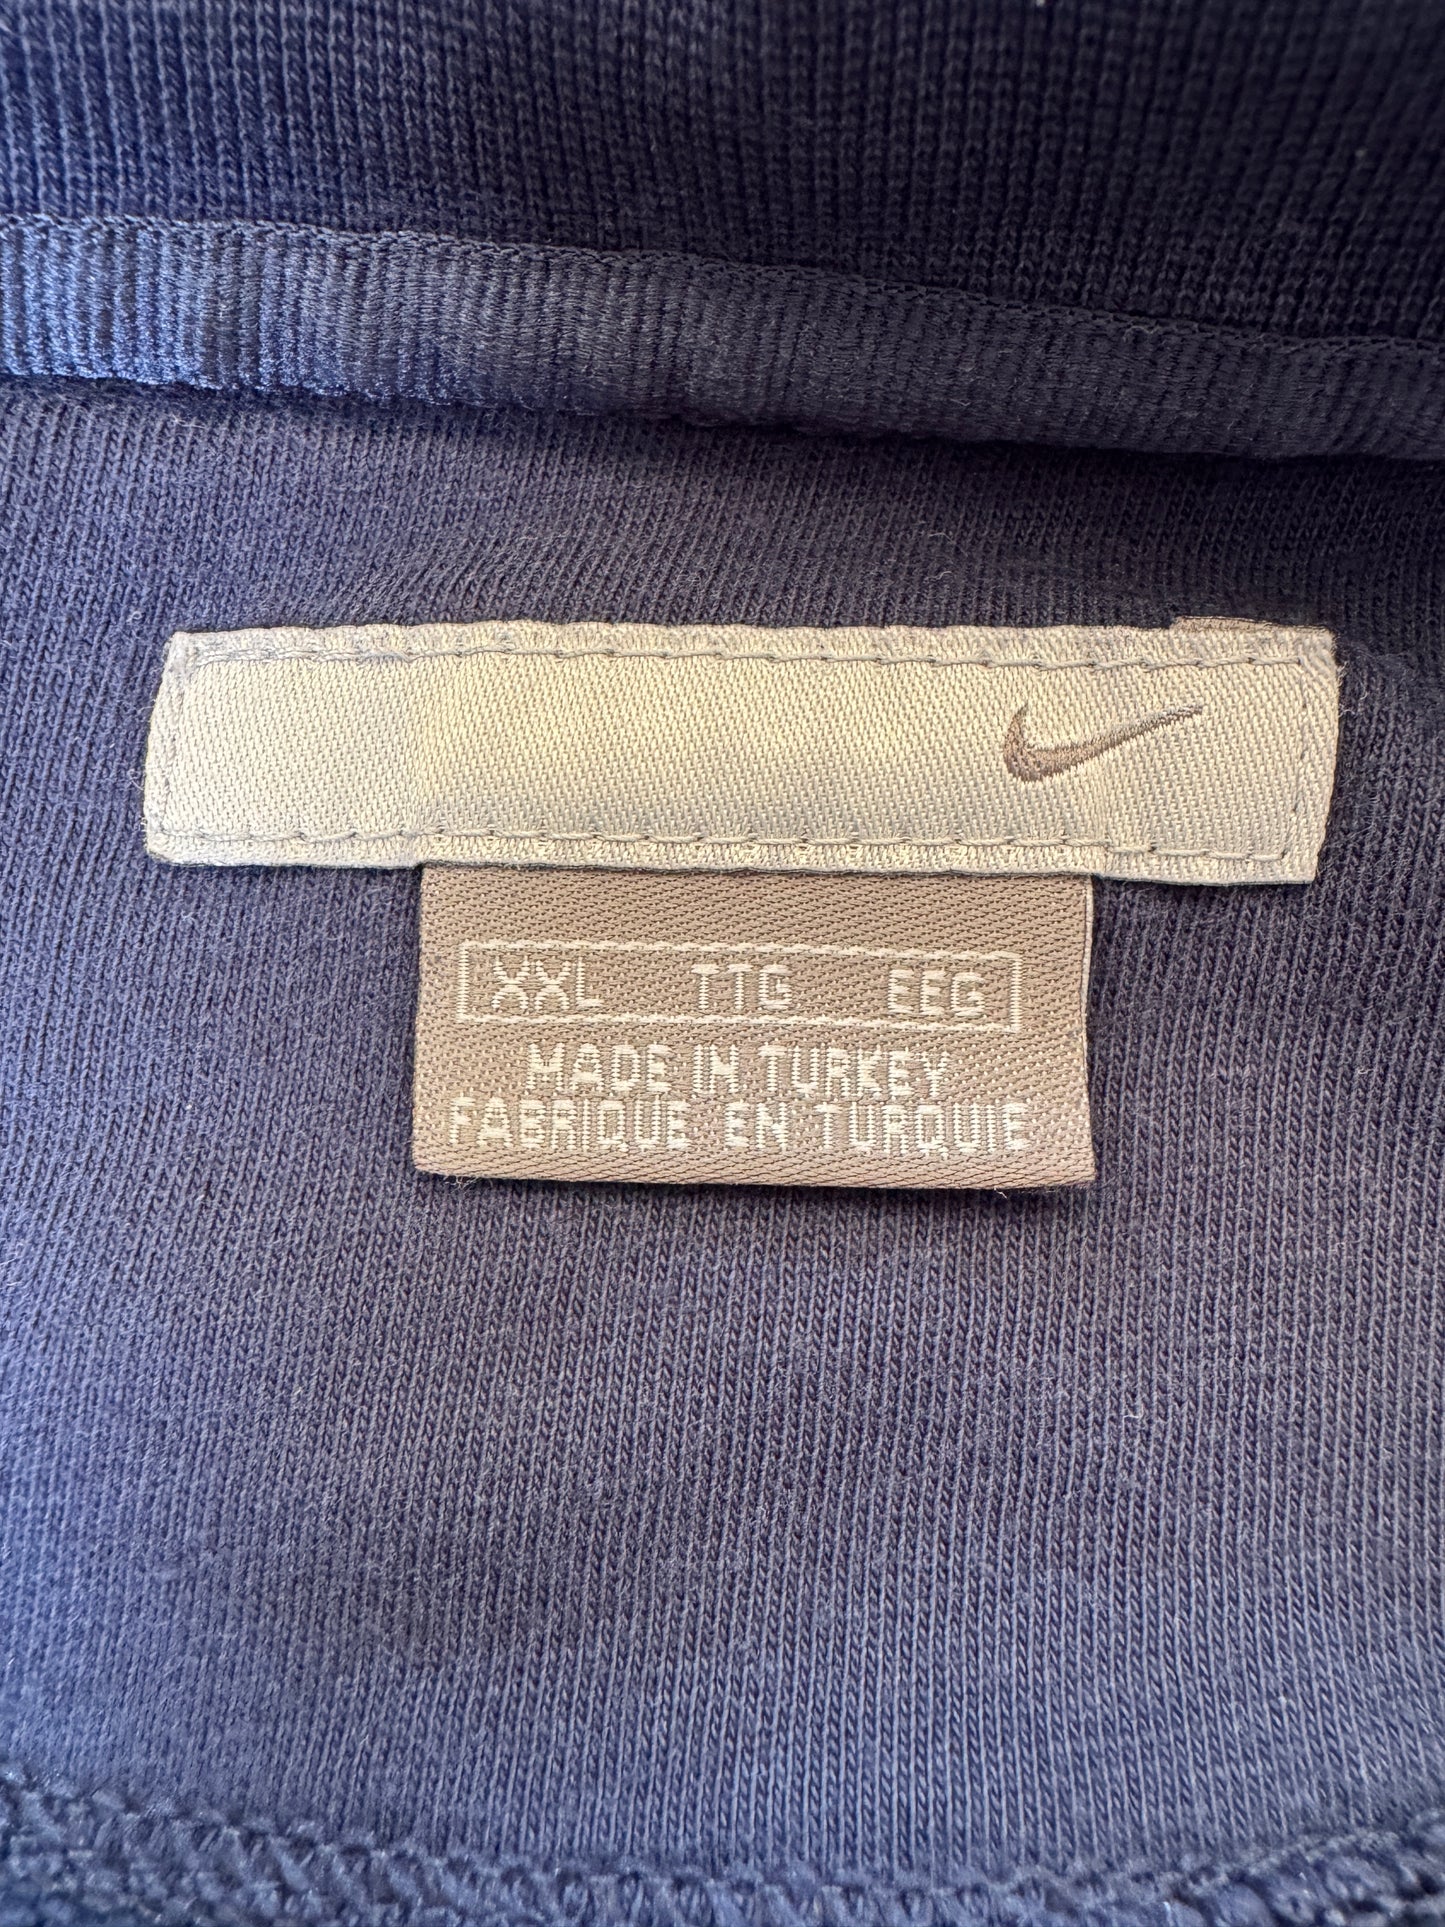 XXL TTG EEG
MADE IN TURKEY
FABRIQUE EN TURQUIE